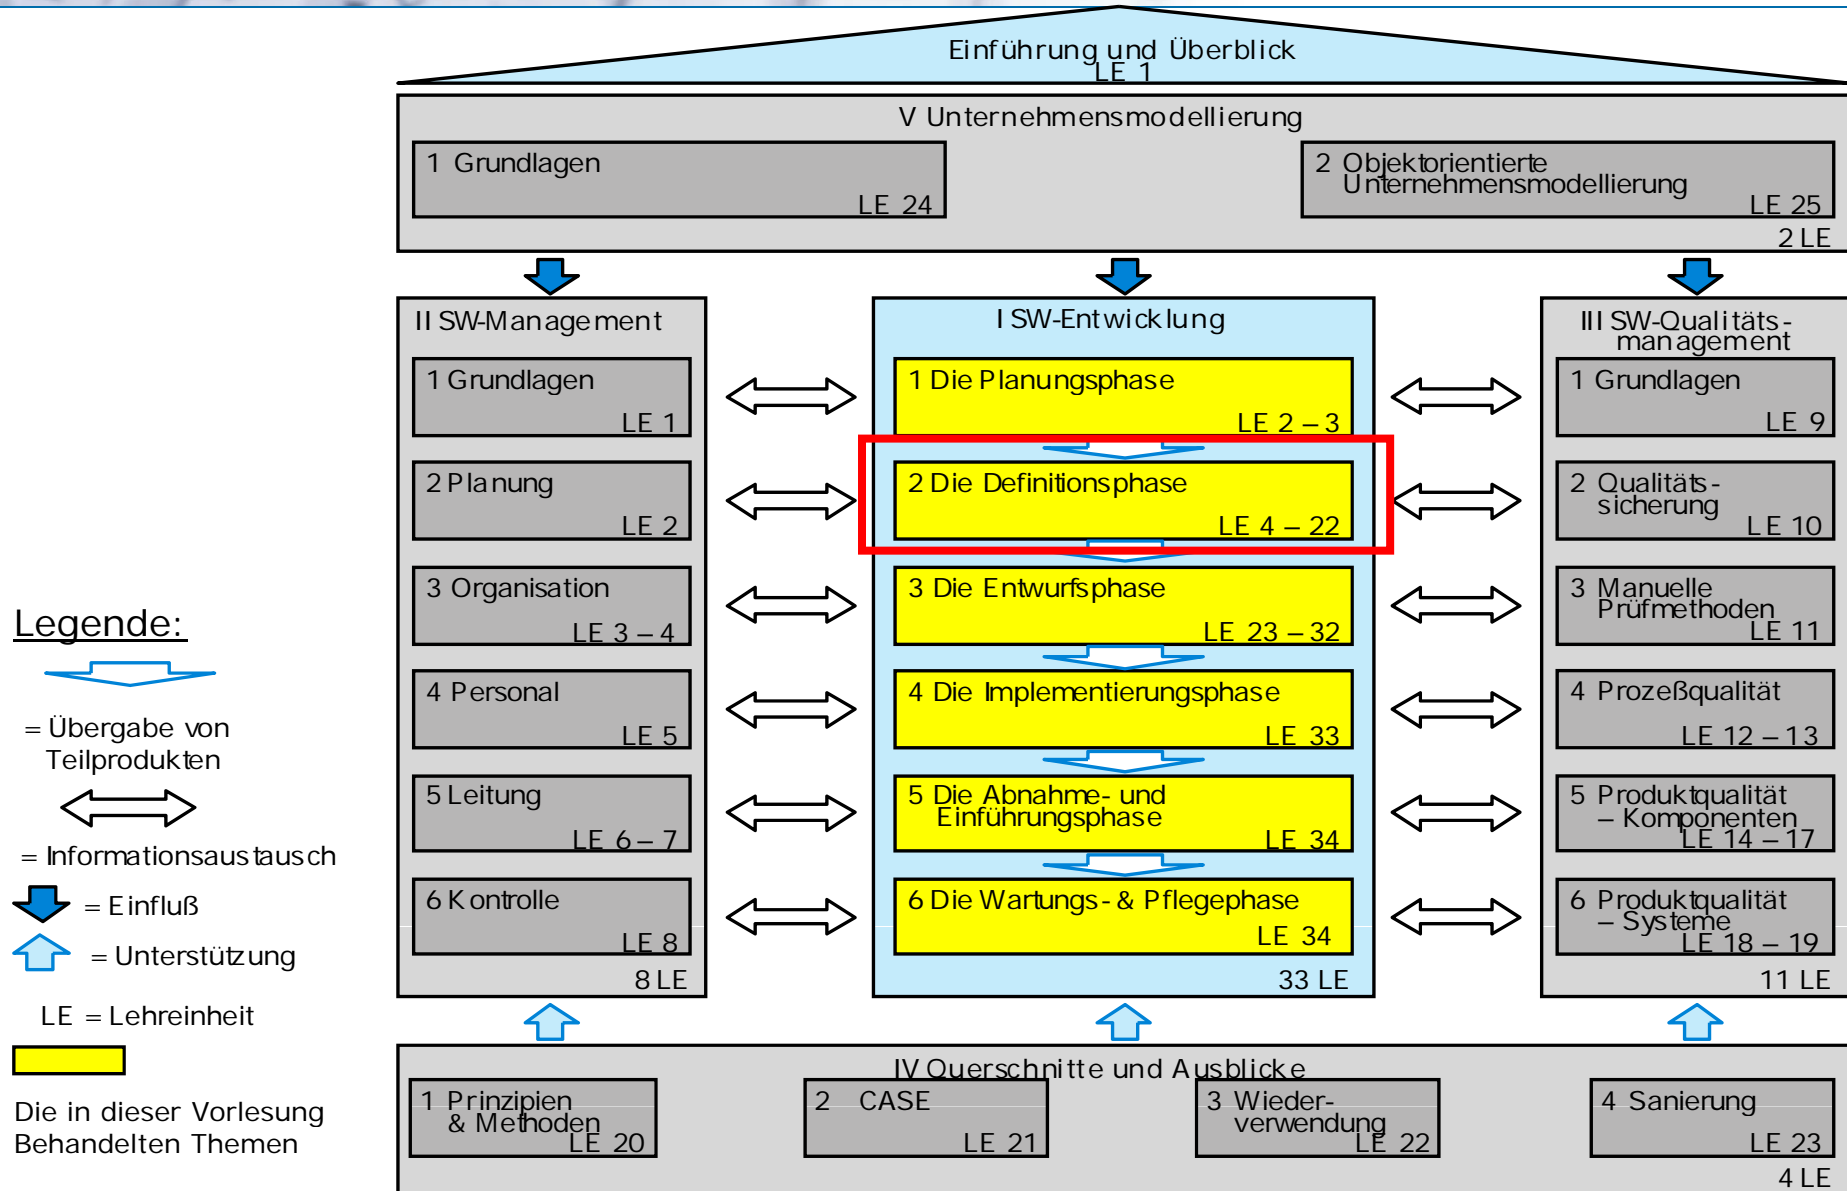 Einführung und Überblick
LE 1
V Unternehmensmodellierung
1 Grundlagen
LE 24
2 Objektorientierte
Unternehmensmodellierung
LE 25
2 LE
II SW-Management
1 Grundlagen
LE 1
2 Planung
LE 2
3 Organisation
LE 3 – 4
4 Personal
LE 5
5 Leitung
LE 6 – 7
6 Kontrolle
LE 8
8 LE
I SW-Entwicklung
1 Die Planungsphase
LE 2 – 3
2 Die Definitionsphase
LE 4 – 22
3 Die Entwurfsphase
LE 23 – 32
4 Die Implementierungsphase
LE 33
5 Die Abnahme- und
Einführungsphase
LE 34
6 Die Wartungs- & Pflegephase
LE 34
33 LE
III SW-Qualitäts-
management
1 Grundlagen
LE 9
2 Qualitäts-
sicherung
LE 10
3 Manuelle
Prüfmethoden
LE 11
4 Prozeßqualität
LE 12 – 13
5 Produktqualität
– Komponenten
LE 14 – 17
6 Produktqualität
– Systeme
LE 18 – 19
11 LE
IV Querschnitte und Ausblicke
1 Prinzipien
& Methoden
LE 20
2 CASE
LE 21
3 Wieder-
verwendung
LE 22
4 Sanierung
LE 23
4 LE
Legende:
= Übergabe von
Teilprodukten
= Informationsaustausch
= Einfluß
= Unterstützung
LE = Lehreinheit
Die in dieser Vorlesung
Behandelten Themen